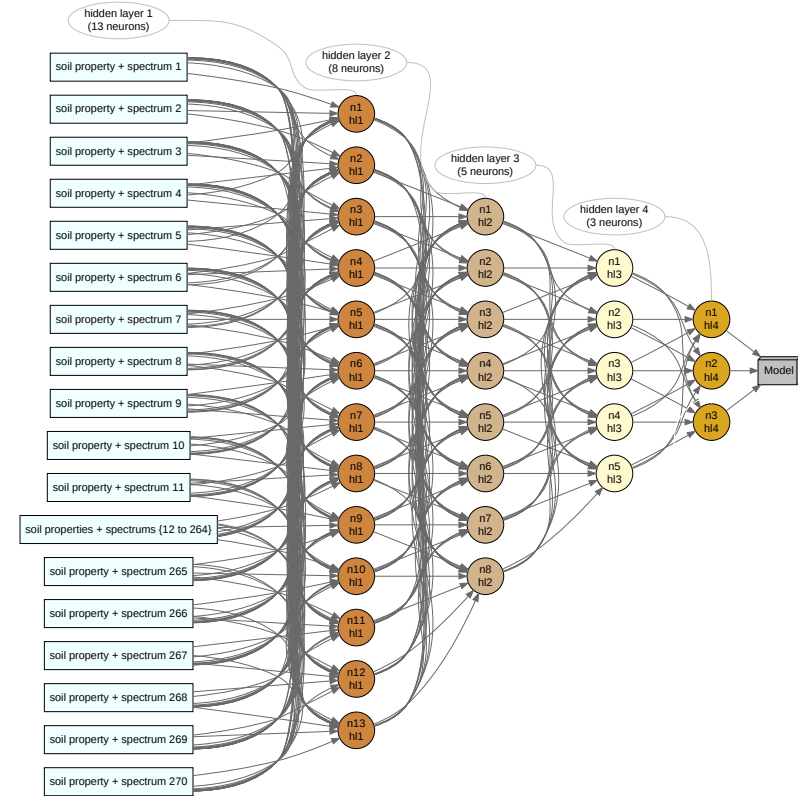 hidden layer 1
(13 neurons)
hidden layer 2
(8 neurons)
hidden layer 3
(5 neurons)
hidden layer 4
(3 neurons)
soil property + spectrum 1
soil property + spectrum 2
soil property + spectrum 3
soil property + spectrum 4
soil property + spectrum 5
soil property + spectrum 6
soil property + spectrum 7
soil property + spectrum 8
soil property + spectrum 9
soil property + spectrum 10
soil property + spectrum 11
soil properties + spectrums {12 to 264}
soil property + spectrum 265
soil property + spectrum 266
soil property + spectrum 267
soil property + spectrum 268
soil property + spectrum 269
soil property + spectrum 270
n1
hl1
n2
hl1
n3
hl1
n4
hl1
n5
hl1
n6
hl1
n7
hl1
n8
hl1
n9
hl1
n10
hl1
n11
hl1
n12
hl1
n13
hl1
n1
hl2
n2
hl2
n3
hl2
n4
hl2
n5
hl2
n6
hl2
n7
hl2
n8
hl2
n1
hl3
n2
hl3
n3
hl3
n4
hl3
n5
hl3
n1
hl4
n2
hl4
n3
hl4
Model